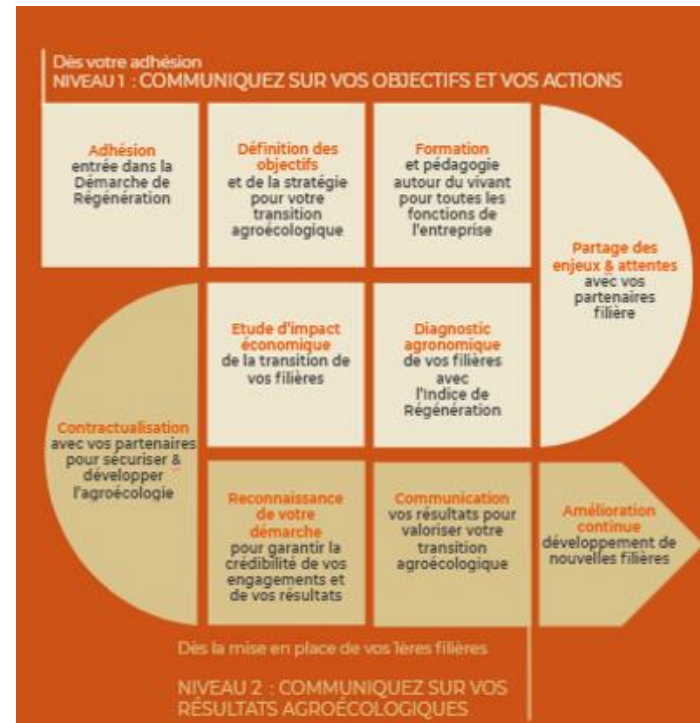 Dès votre adhésion
NIVEAU 1 : COMMUNIQUEZ SUR VOS OBJECTIFS ET VOS ACTIONS
Adhésion
entrée dans la
Démarche de
Régénération
Définition des
objectifs
et de la stratégie
pour votre
transition
agroécologique
Formation
et pédagogie
autour du vivant
pour toutes les
fonctions de
l'entreprise
Partage des
enjeux & attentes
avec vos
partenaires
filière
Diagnostic
agronomique
de vos filières
avec
l'Indice de
Régénération
Etude d'impact
économique
de la transition de
vos filières
Contractualisation
avec vos partenaires
pour sécuriser &
développer
l'agroécologie
Reconnaissance
de votre
démarche
pour garantir la
crédibilité de vos
engagements et
de vos résultats
Communication
vos résultats pour
valoriser votre
transition
agroécologique
Amélioration
continue
développement de
nouvelles filières
Dès la mise en place de vos 1ères filières
NIVEAU 2 : COMMUNIQUEZ SUR VOS
RÉSULTATS AGROÉCOLOGIQUES